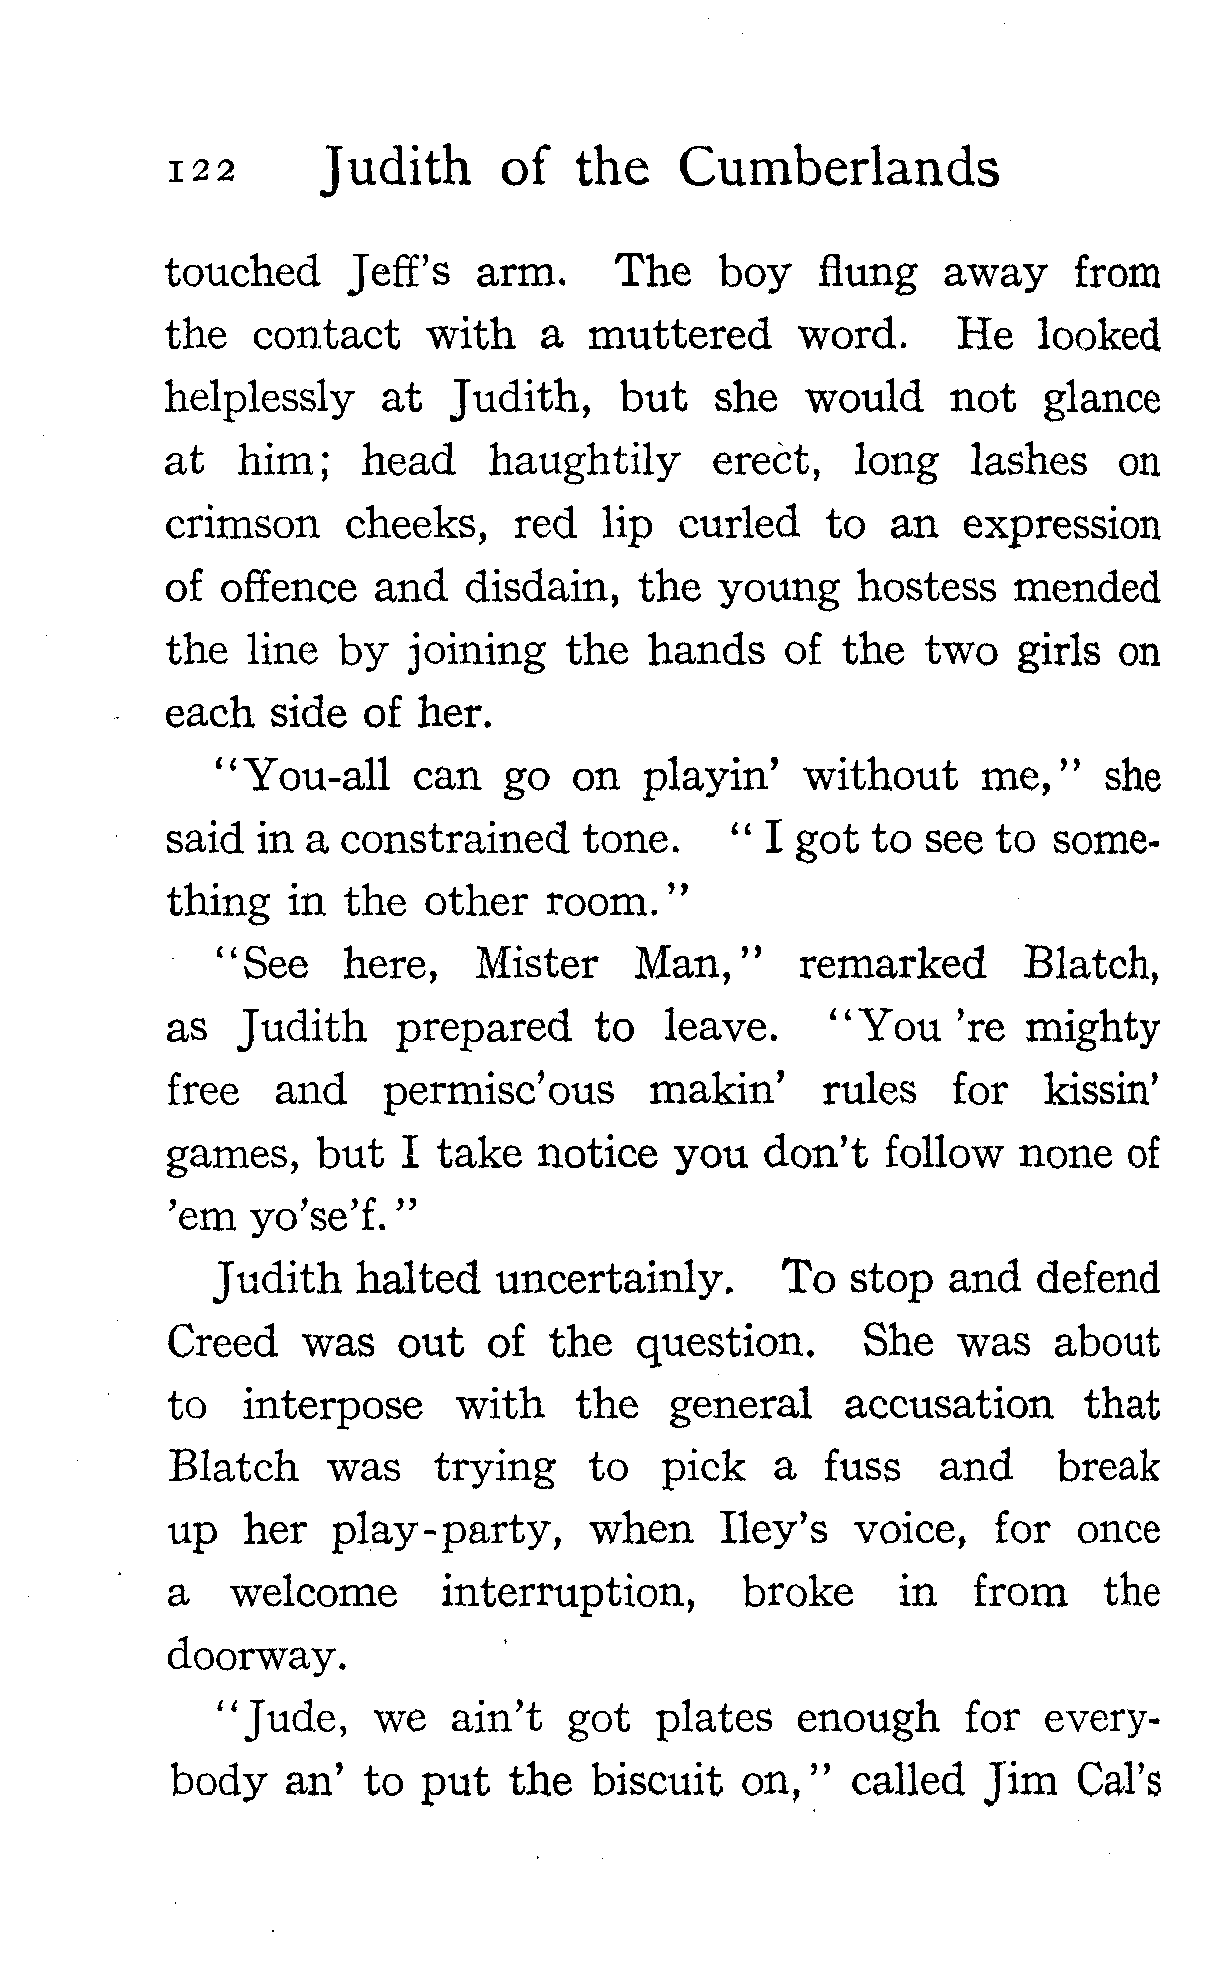 122 Judith of the Cumberlands
touched Jeff's arm. The boy flung away from
the contact with a muttered word. He looked
helplessly at Judith, but she would not glance
at him; head haughtily erect, long lashes on
crimson cheeks, red lip curled to an expression
of offence and disdain, the young hostess mended
the line by joining the hands of the two girls on
each side of her.
"You-all can go on playin' without me," she
said in a constrained tone. "I got to see to some-
thing in the other room."
"See here, Mister Man," remarked Blatch,
as Judith prepared to leave. "You 're mighty
free and permisc'ous makin' rules for kissin'
games, but I take notice you don't follow none of
'em yo'se'f."
Judith halted uncertainly. To stop and defend
Creed was out of the question. She was about
to interpose with the general accusation that
Blatch was trying to pick a fuss and break
up her play-party, when Iley's voice, for once
a welcome interruption, broke in from the
doorway.
"Jude, we ain't got plates enough for every-
body an' to put the biscuit on," called Jim Cal's